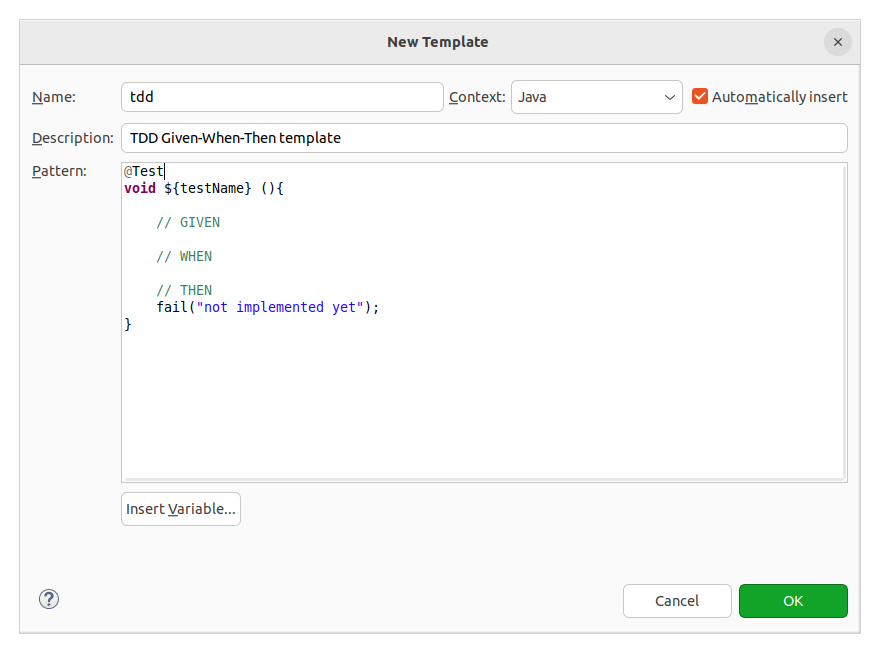 New Template
Name: tdd Context: Java Automatically insert
Description: TDD Given-When-Then template
Pattern:
@Test
void ${testName} (){
// GIVEN
// WHEN
// THEN
fail("not implemented yet");
}
Insert Variable...
? Cancel OK